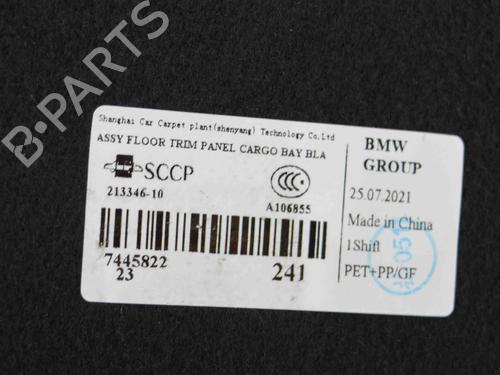 B-PARTS
Shanghai Car Carpet plant(shenyang) Technology Co.Ltd
ASSY FLOOR TRIM PANEL CARGO BAY BLA
SCCP
213346-10
CCC
A106855
7445822
23
241
BMW
GROUP
25.07.2021
Made in China
1Shift
PET+PP/GF